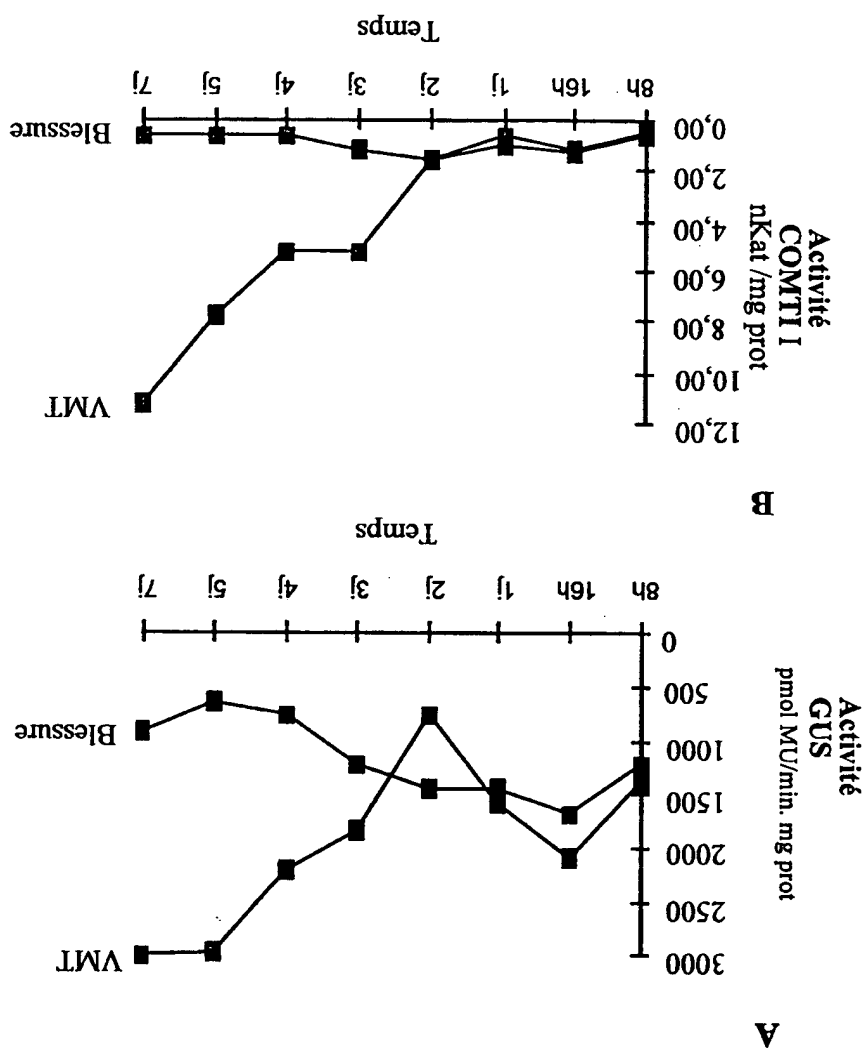 A
Activité
GUS
pmol MU/min. mg prot
3000
2500
2000
1500
1000
500
0
VMT
Blessure
8h
16h
1j
2j
3j
4j
5j
7j
Temps
B
Activité
COMT I
nKat /mg prot
12,00
10,00
8,00
6,00
4,00
2,00
0,00
VMT
Blessure
8h
16h
1j
2j
3j
4j
5j
7j
Temps